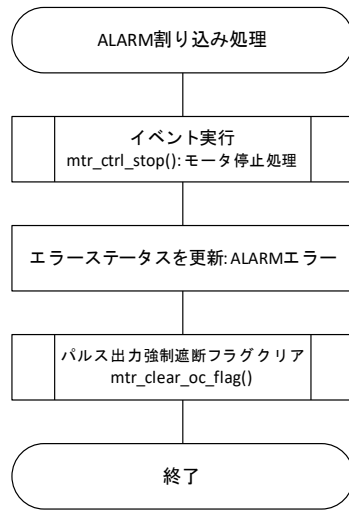 ALARM割り込み処理
イベント実行
mtr_ctrl_stop(): モータ停止処理
エラーステータスを更新: ALARMエラー
パルス出力強制遮断フラグクリア
mtr_clear_oc_flag()
終了